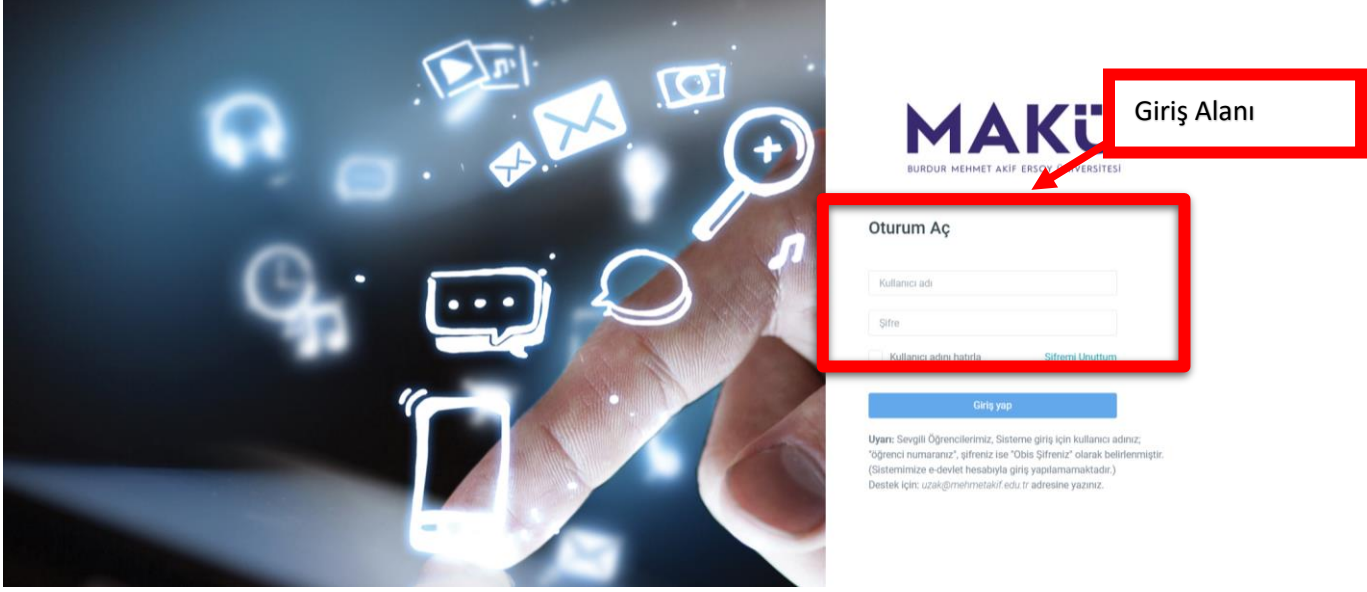 MAKÜ
Giriş Alanı
BURDUR MEHMET AKİF ERSOY ÜNİVERSİTESİ
Oturum Aç
Kullanıcı adı
Şifre
Kullanıcı adını hatırla Şifremi Unuttum
Giriş yap
Uyarı: Sevgili Öğrencilerimiz, Sisteme giriş için kullanıcı adınız;
"öğrenci numaranız", şifreniz ise "Obis Şifreniz" olarak belirlenmiştir.
(Sistemimize e-devlet hesabıyla giriş yapılamamaktadır.)
Destek için: uzak@mehmetakif.edu tr adresine yazınız.